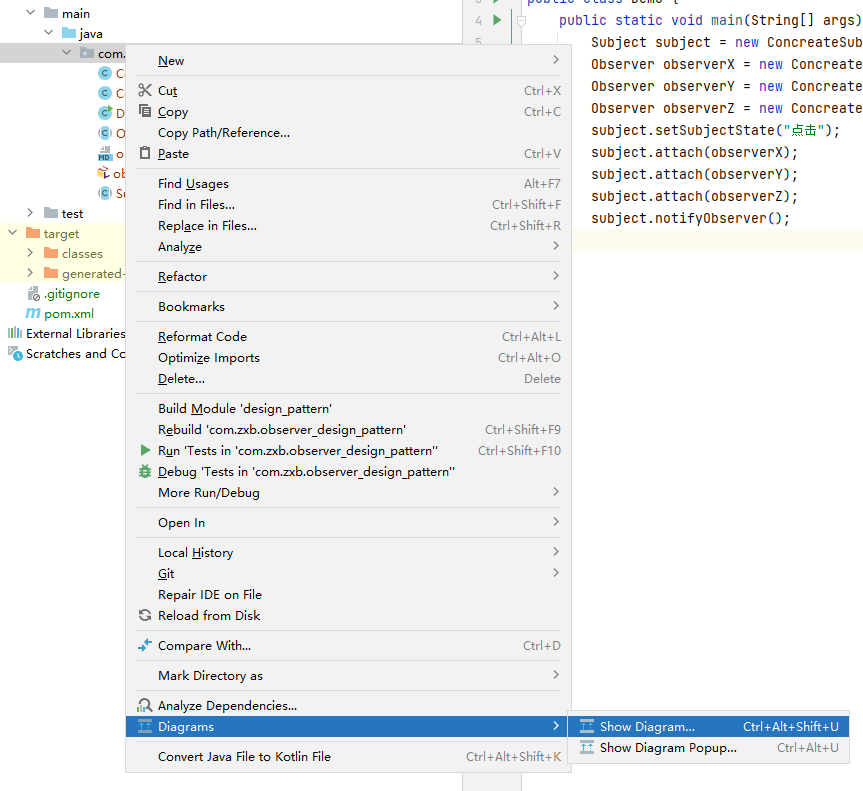 main
java
com.
C
C
D
O
MD
ob
Su
test
target
classes
generated-
.gitignore
pom.xml
External Libraries
Scratches and Co
New
Cut Ctrl+X
Copy Ctrl+C
Copy Path/Reference...
Paste Ctrl+V
Find Usages Alt+F7
Find in Files... Ctrl+Shift+F
Replace in Files... Ctrl+Shift+R
Analyze
Refactor
Bookmarks
Reformat Code Ctrl+Alt+L
Optimize Imports Ctrl+Alt+O
Delete... Delete
Build Module 'design_pattern'
Rebuild 'com.zxb.observer_design_pattern' Ctrl+Shift+F9
Run 'Tests in 'com.zxb.observer_design_pattern'' Ctrl+Shift+F10
Debug 'Tests in 'com.zxb.observer_design_pattern''
More Run/Debug
Open In
Local History
Git
Repair IDE on File
Reload from Disk
Compare With... Ctrl+D
Mark Directory as
Analyze Dependencies...
Diagrams
Convert Java File to Kotlin File Ctrl+Alt+Shift+K
Show Diagram... Ctrl+Alt+Shift+U
Show Diagram Popup... Ctrl+Alt+U
public class Demo {
4 public static void main(String[] args)
5 Subject subject = new ConcreateSub
Observer observerX = new Concreate
Observer observerY = new Concreate
Observer observerZ = new Concreate
subject.setSubjectState("点击");
subject.attach(observerX);
subject.attach(observerY);
subject.attach(observerZ);
subject.notifyObserver();